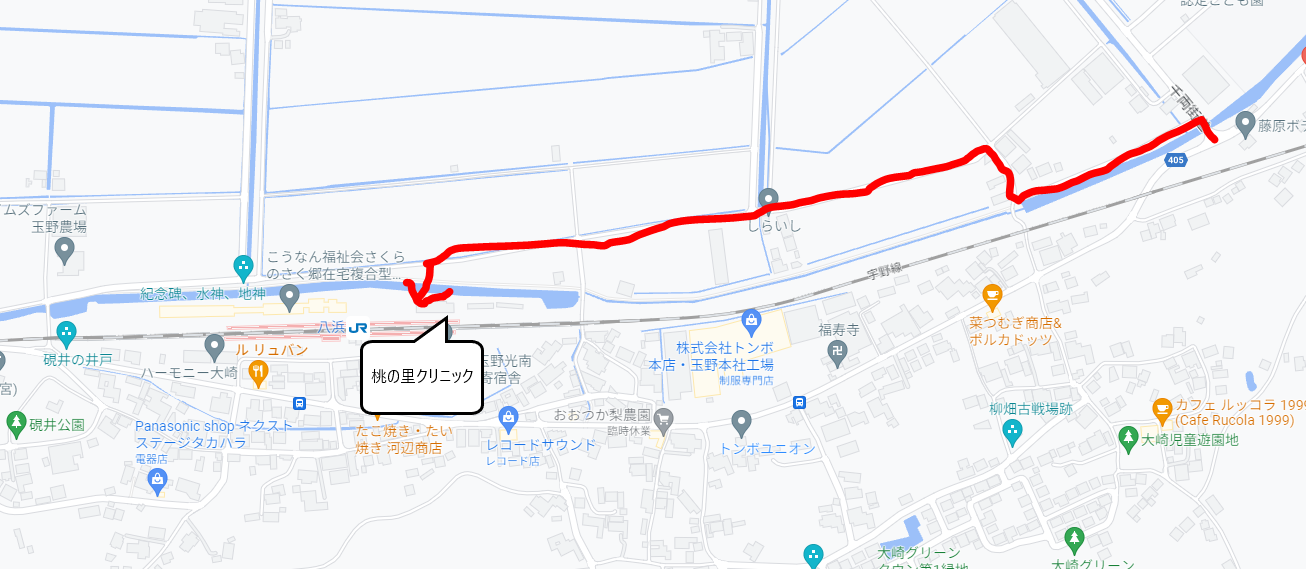 認定こども園
千両街
藤原ボデ
405
ムズファーム
玉野農場
しらいし
こうなん福祉会さくら
のさく郷在宅複合型...
宇野線
紀念碑、水神、地神
八浜 JR
菜つむぎ商店&
ポルカドッツ
福寿寺
硯井の井戸
ル リュパン
ハーモニー大崎
桃の里クリニック
玉野光南
寄宿舎
株式会社トンボ
本店・玉野本社工場
制服専門店
宮)
硯井公園
Panasonic shop ネクスト
ステージタカハラ
電器店
たこ焼き・たい
焼き 河辺商店
おおつか梨農園
臨時休業
レコードサウンド
レコード店
トンボユニオン
柳畑古戦場跡
カフェ ルッコラ 1999
(Cafe Rucola 1999)
大崎児童遊園地
大崎グリーン
タウン第1緑地
大崎グリーン